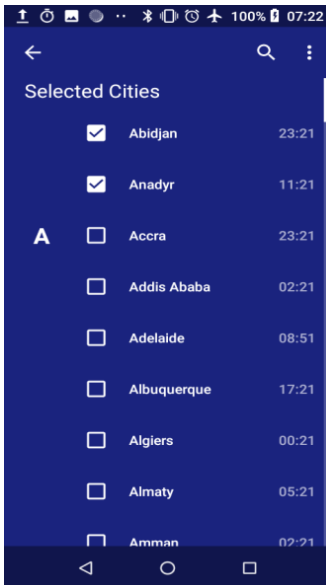 100% 07:22
Selected Cities
Abidjan 23:21
Anadyr 11:21
A Accra 23:21
Addis Ababa 02:21
Adelaide 08:51
Albuquerque 17:21
Algiers 00:21
Almaty 05:21
Amman 02:21